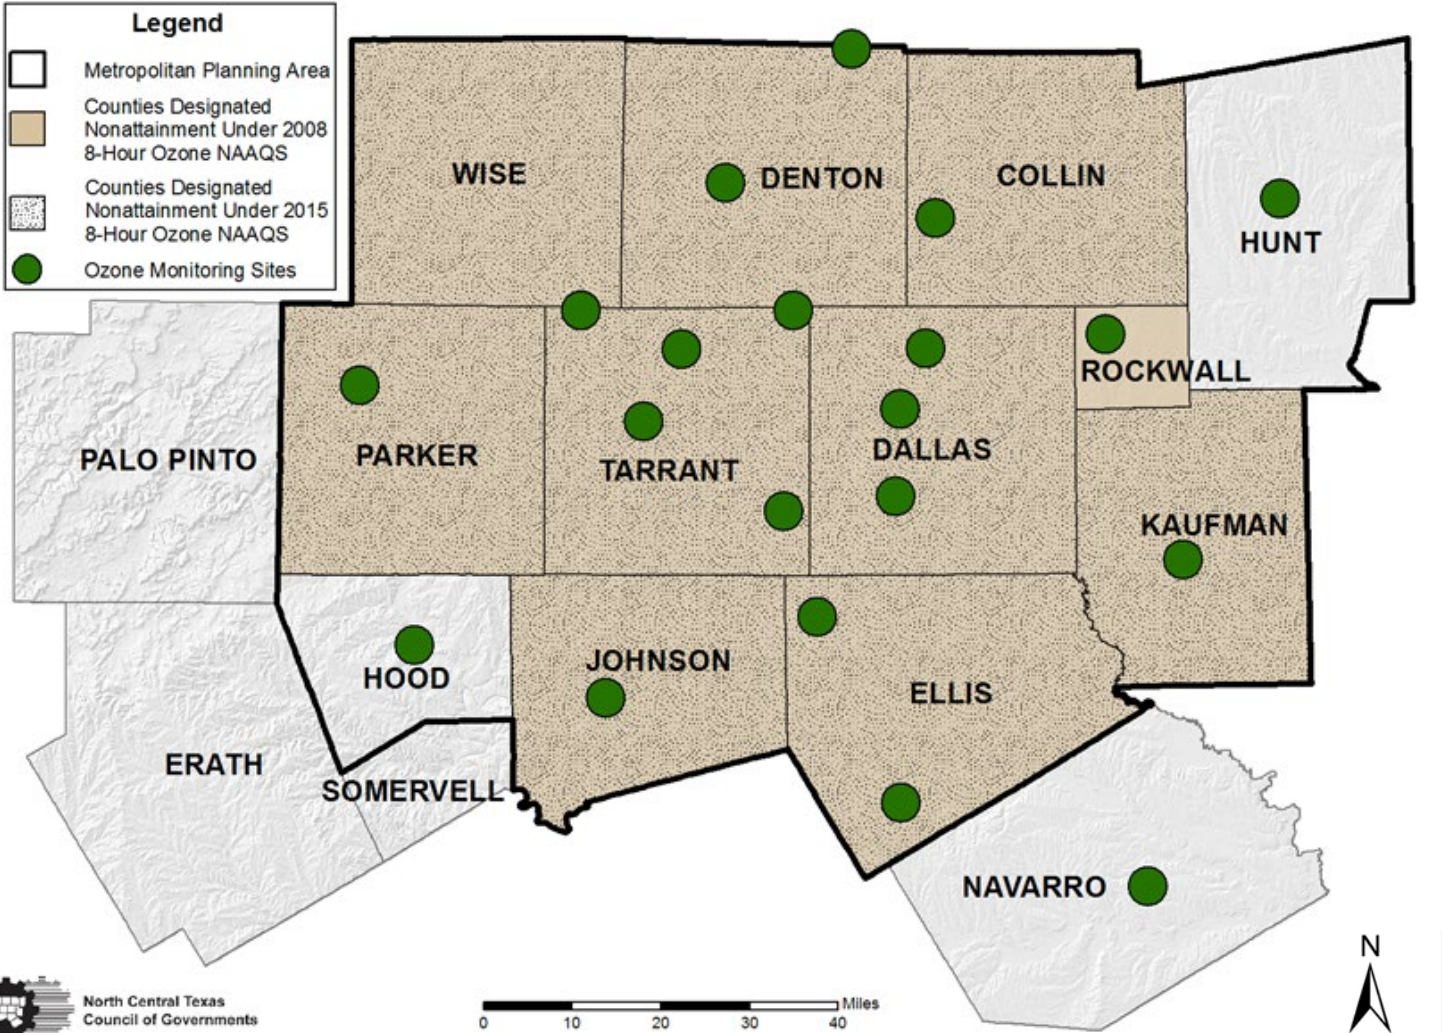 Legend
Metropolitan Planning Area
Counties Designated
Nonattainment Under 2008
8-Hour Ozone NAAQS
Counties Designated
Nonattainment Under 2015
8-Hour Ozone NAAQS
Ozone Monitoring Sites
WISE
DENTON
COLLIN
HUNT
ROCKWALL
PALO PINTO
PARKER
TARRANT
DALLAS
KAUFMAN
HOOD
JOHNSON
ELLIS
ERATH
SOMERVELL
NAVARRO
N
North Central Texas
Council of Governments
Miles
0 10 20 30 40